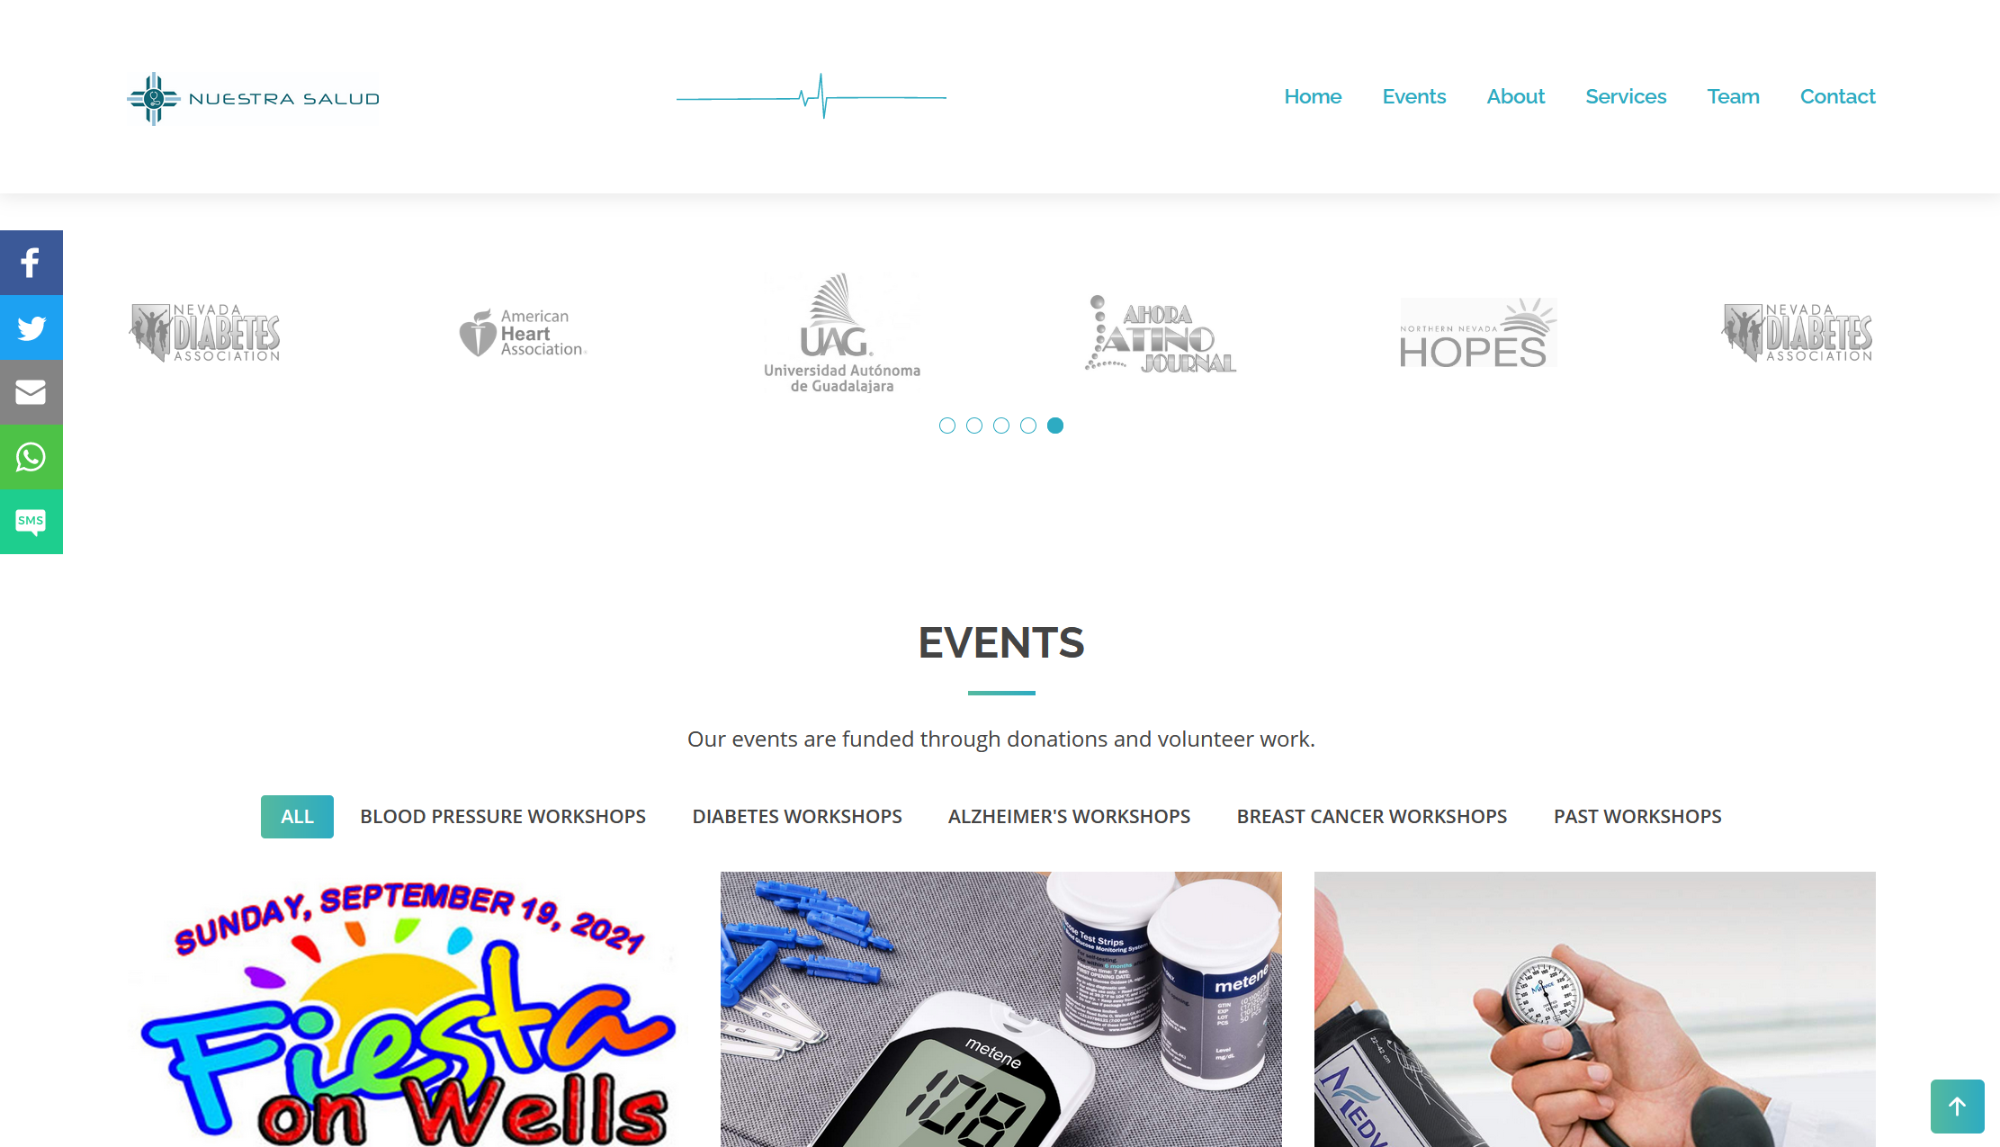 NUESTRA SALUD
Home Events About Services Team Contact
NEVADA
DIABETES
ASSOCIATION
American
Heart
Association.
UAG.
Universidad Autónoma
de Guadalajara
AHORA
LATINO
JOURNAL
NORTHERN NEVADA
HOPES
NEVADA
DIABETES
ASSOCIATION
SMS
EVENTS
Our events are funded through donations and volunteer work.
ALL BLOOD PRESSURE WORKSHOPS DIABETES WORKSHOPS ALZHEIMER'S WORKSHOPS BREAST CANCER WORKSHOPS PAST WORKSHOPS
SUNDAY, SEPTEMBER 19, 2021
Fiesta
on Wells
Test Strips
metene
metene
108
22-42 cm